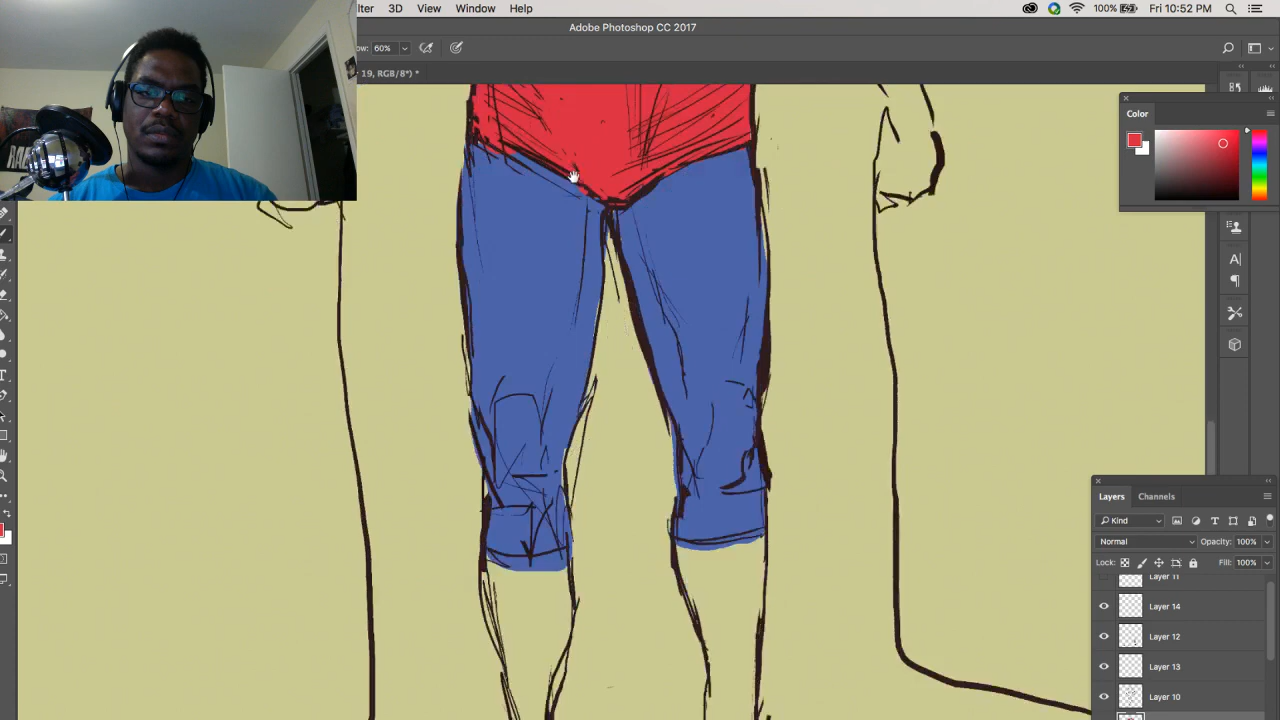 lter 3D View Window Help 100% Fri 10:52 PM
Adobe Photoshop CC 2017
ow: 60%
19, RGB/8*) *
Color
Layers Channels
Kind
Normal Opacity: 100%
Lock: Fill: 100%
Layer 11
Layer 14
Layer 12
Layer 13
Layer 10